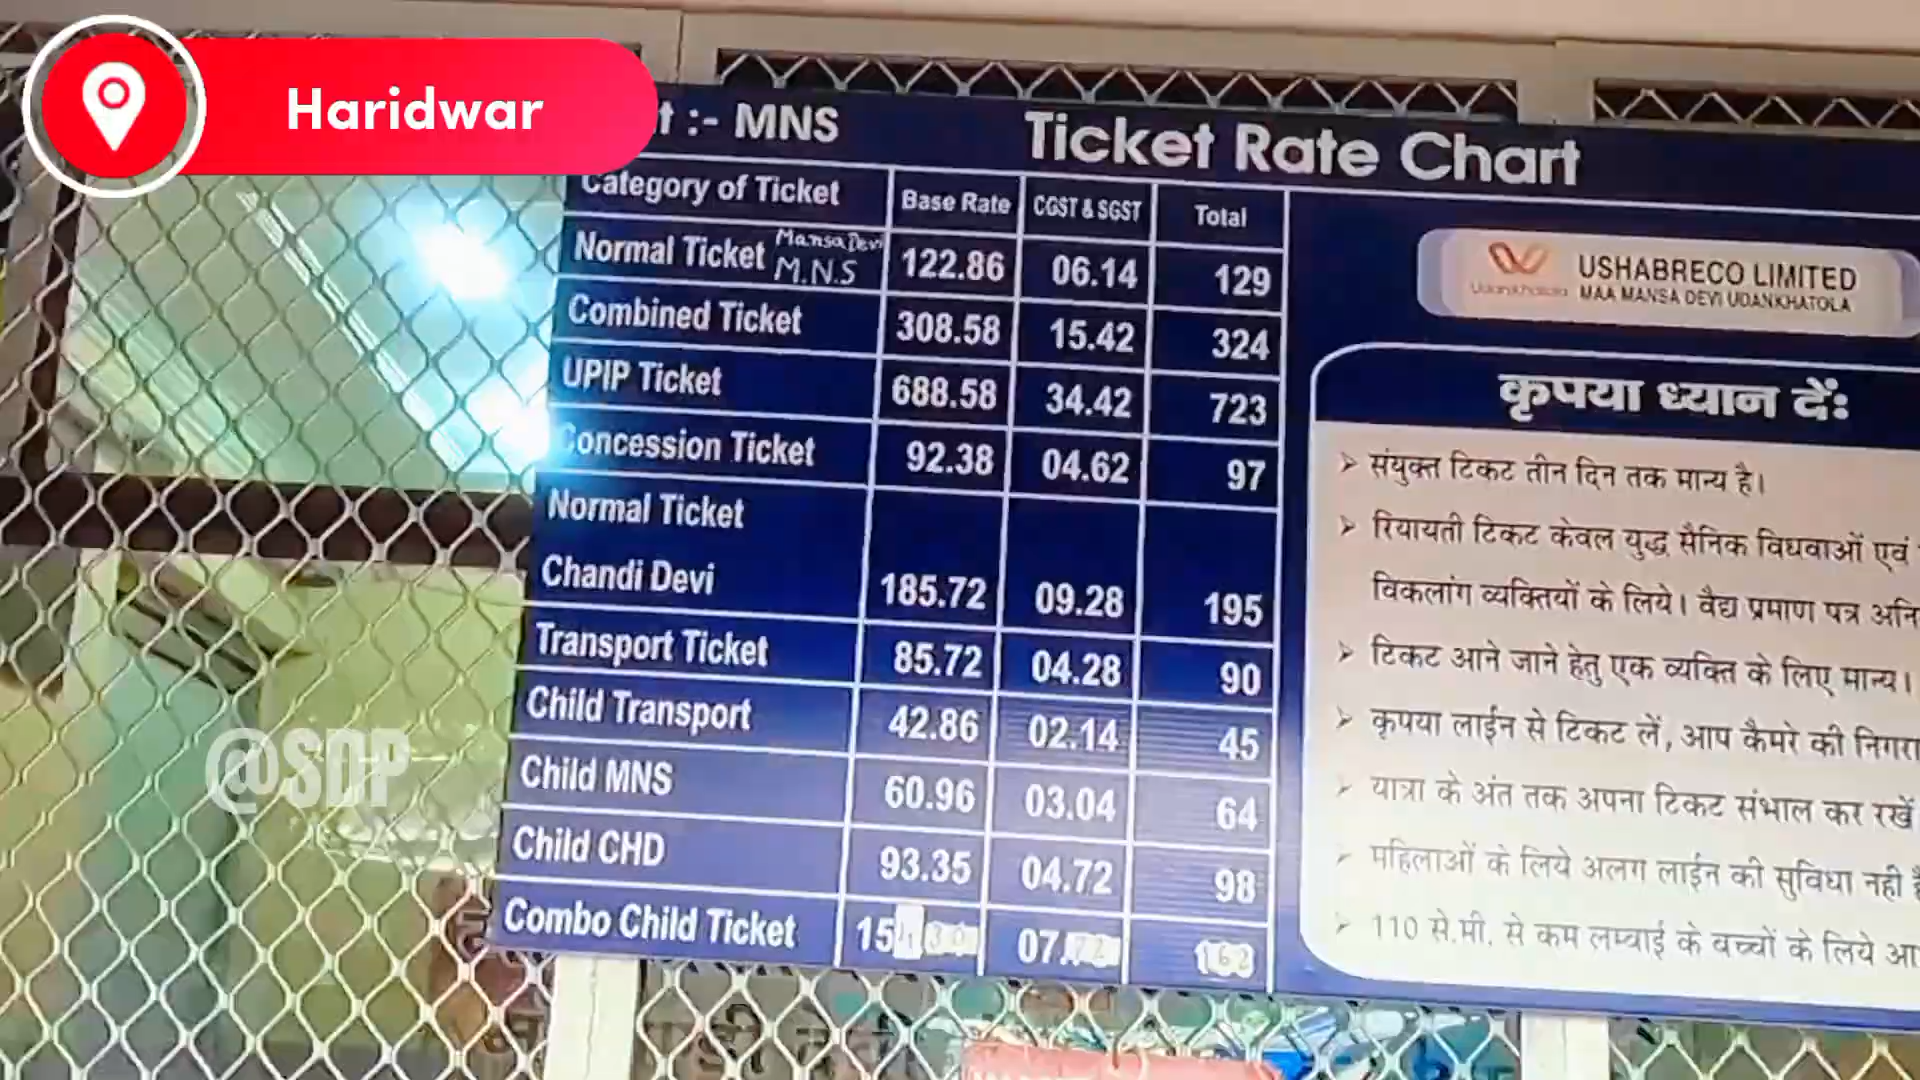 Haridwar
:- MNS
Ticket Rate Chart
Category of Ticket Base Rate CGST & SGST Total
Normal Ticket Mansa Devi M.N.S 122.86 06.14 129
Combined Ticket 308.58 15.42 324
UPIP Ticket 688.58 34.42 723
Concession Ticket 92.38 04.62 97
Normal Ticket
Chandi Devi 185.72 09.28 195
Transport Ticket 85.72 04.28 90
Child Transport 42.86 02.14 45
Child MNS 60.96 03.04 64
Child CHD 93.35 04.72 98
Combo Child Ticket 162
USHABRECO LIMITED
Udankhatola MAA MANSA DEVI UDANKHATOLA
कृपया ध्यान दें:
➢ संयुक्त टिकट तीन दिन तक मान्य है।
➢ रियायती टिकट केवल युद्ध सैनिक विधवाओं एवं
विकलांग व्यक्तियों के लिये। वैद्य प्रमाण पत्र
➢ टिकट आने जाने हेतु एक व्यक्ति के लिए मान्य।
➢ कृपया लाईन से टिकट लें, आप कैमरे की
➢ यात्रा के अंत तक अपना टिकट संभाल कर रखें
➢ महिलाओं के लिये अलग लाईन की सुविधा नही
➢ 110 से.मी. से कम लम्बाई के बच्चों के लिये
@SDP